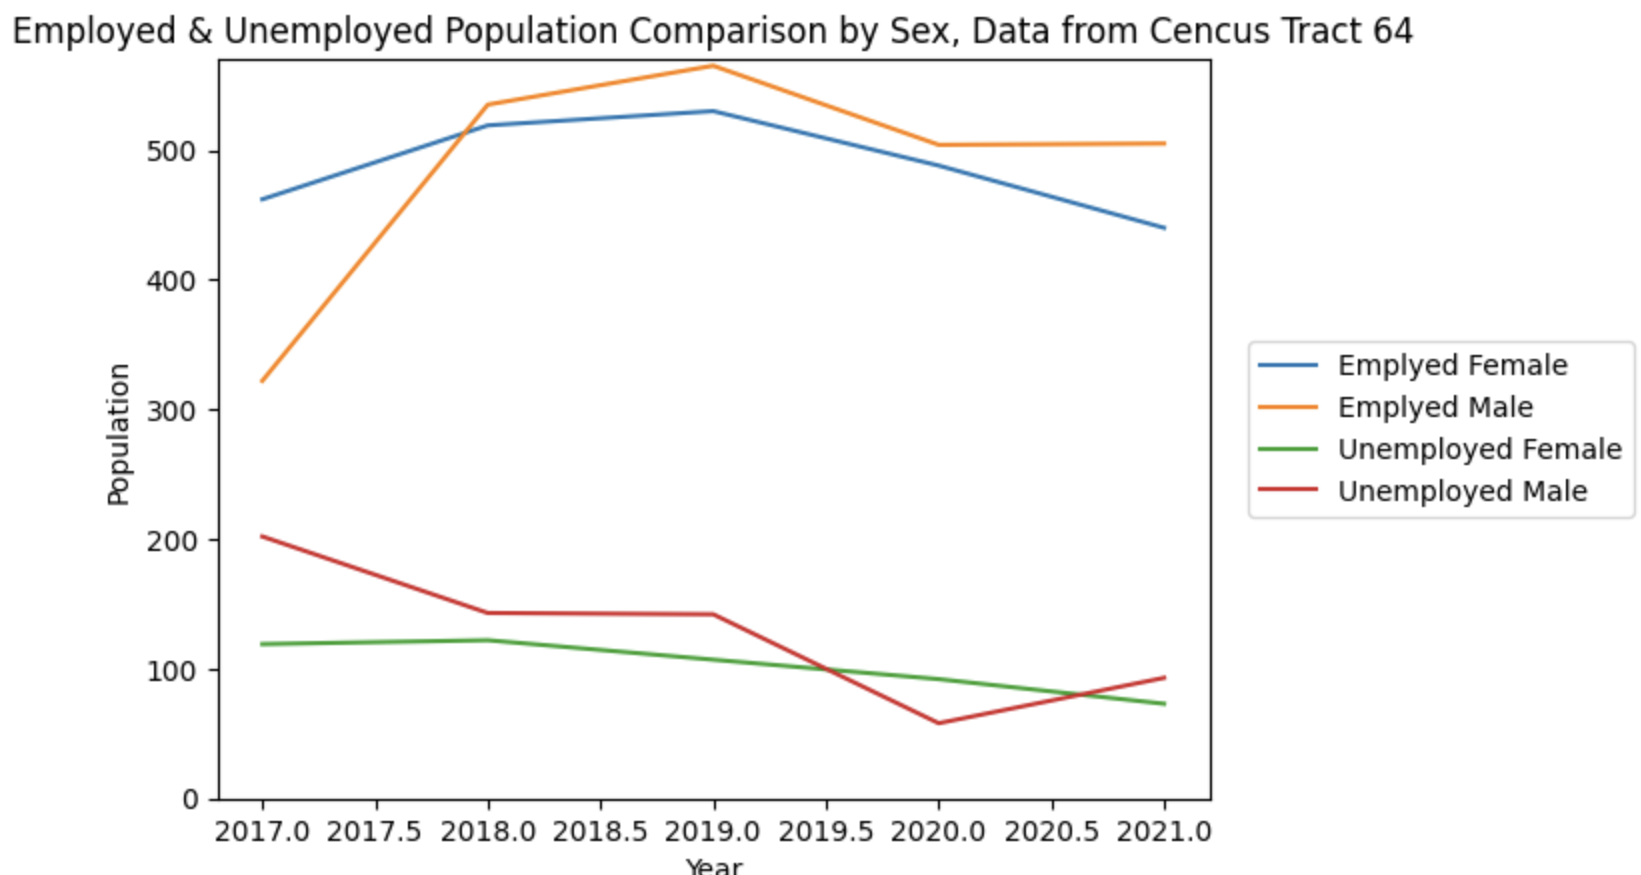 Employed & Unemployed Population Comparison by Sex, Data from Cencus Tract 64
500
400
300
200
100
0
Population
2017.0 2017.5 2018.0 2018.5 2019.0 2019.5 2020.0 2020.5 2021.0
Year
Emplyed Female
Emplyed Male
Unemployed Female
Unemployed Male